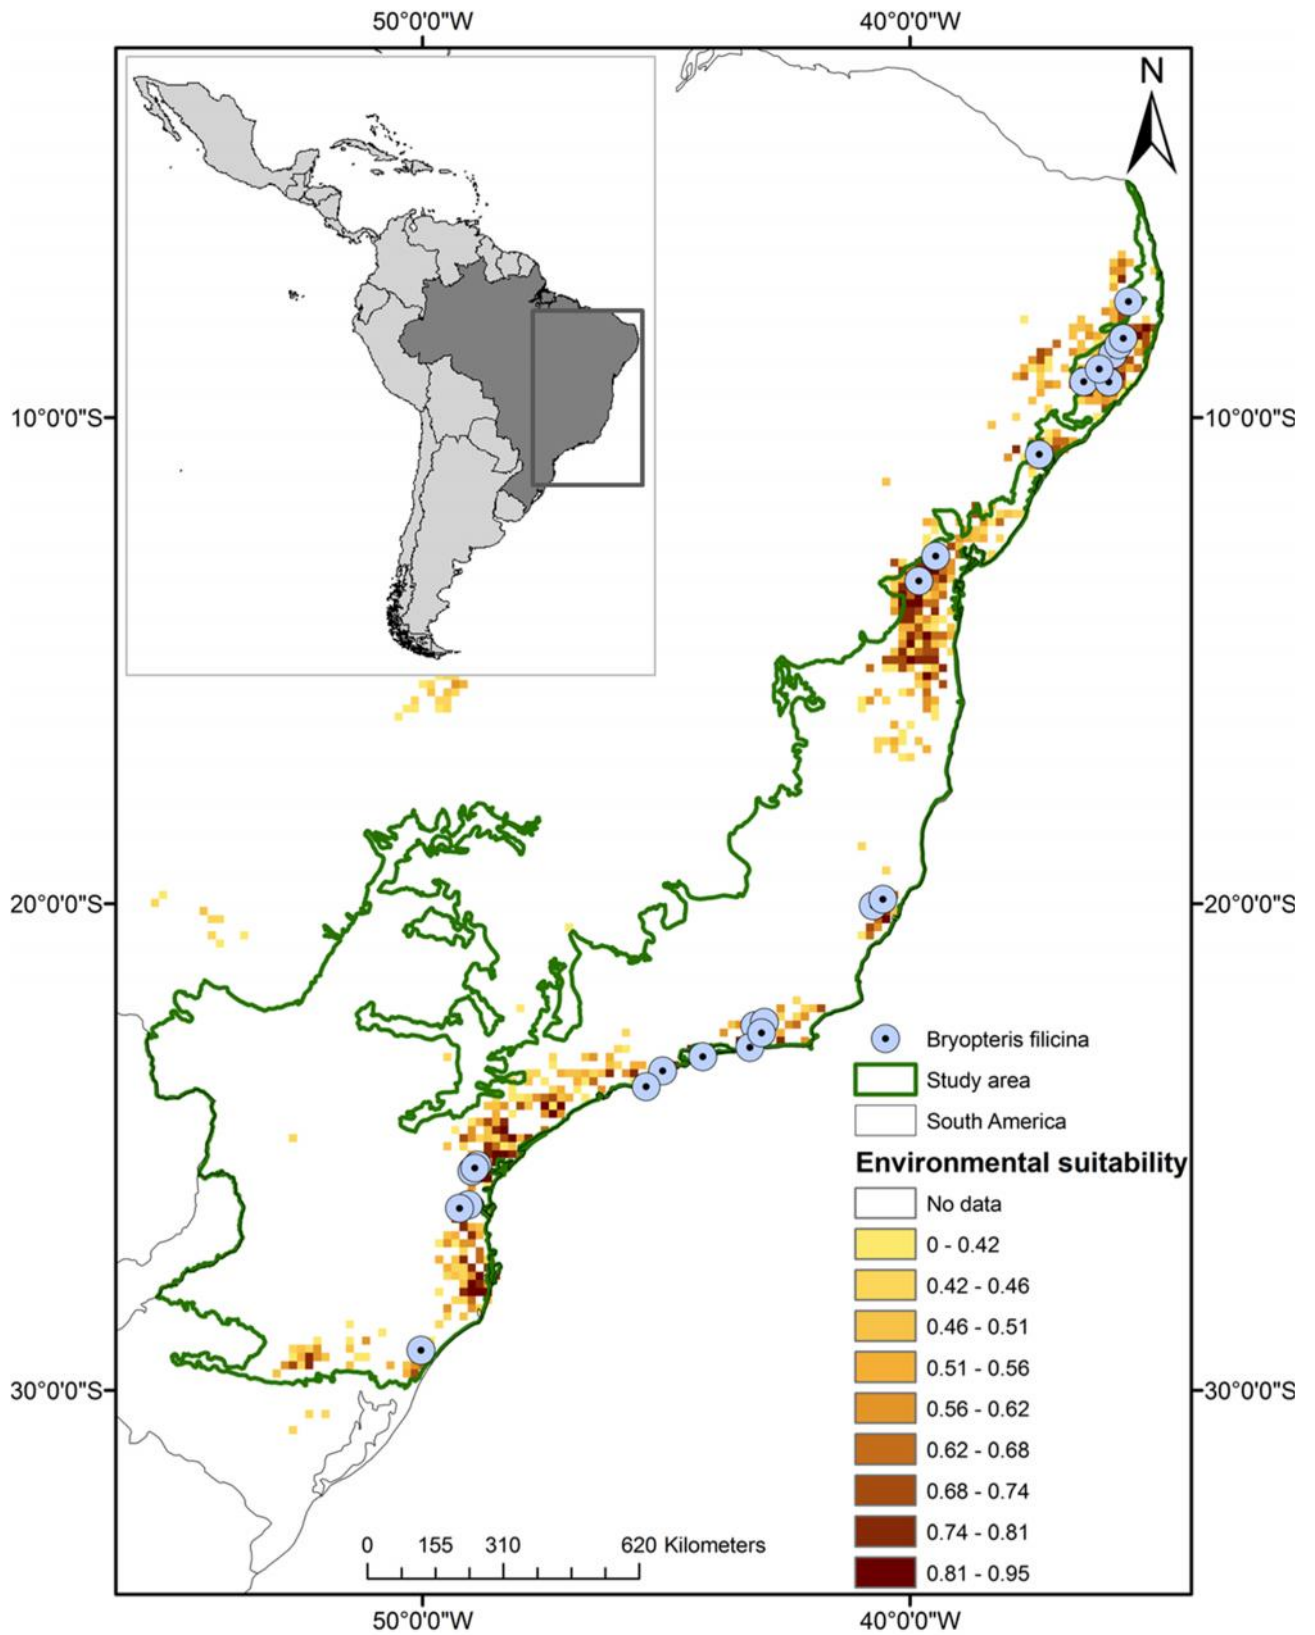 50°0'0"W 40°0'0"W
N
10°0'0"S 10°0'0"S
20°0'0"S 20°0'0"S
Bryopteris filicina
Study area
South America
Environmental suitability
No data
0 - 0.42
0.42 - 0.46
0.46 - 0.51
0.51 - 0.56
30°0'0"S 30°0'0"S
0.56 - 0.62
0.62 - 0.68
0.68 - 0.74
0.74 - 0.81
0.81 - 0.95
0 155 310 620 Kilometers
50°0'0"W 40°0'0"W